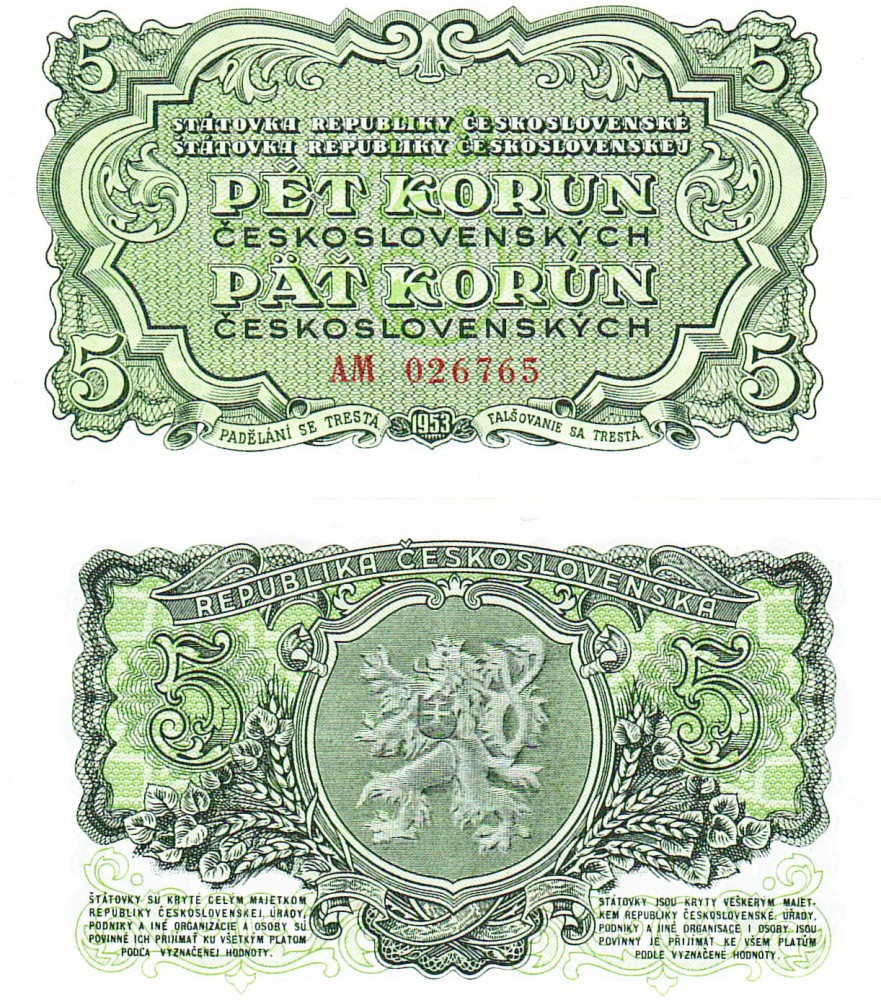 5 5
STÁTOVKA REPUBLIKY ČESKOSLOVENSKÉ
ŠTÁTOVKA REPUBLIKY ČESKOSLOVENSKEJ
PĚT KORUN
ČESKOSLOVENSKÝCH
PÄŤ KORÚN
ČESKOSLOVENSKÝCH
5 5
AM 026765
PADĚLÁNÍ SE TRESTÁ 1953 FALŠOVANIE SA TRESTÁ.
REPUBLIKA ČESKOSLOVENSKA
5 5
ŠTÁTOVKY SÚ KRYTÉ CELÝM MAJETKOM
REPUBLIKY ČESKOSLOVENSKEJ. ÚRADY,
PODNIKY A INÉ ORGANIZÁCIE A OSOBY SÚ
POVINNÉ ICH PRIJÍMAŤ KU VŠETKÝM PLATOM
PODĽA VYZNAČENEJ HODNOTY.
STÁTOVKY JSOU KRYTY VEŠKERÝM MAJET-
KEM REPUBLIKY ČESKOSLOVENSKÉ. ÚŘADY,
PODNIKY A JINÉ ORGANISACE I OSOBY JSOU
POVINNY JE PŘIJÍMAT KE VŠEM PLATŮM
PODLE VYZNAČENÉ HODNOTY.